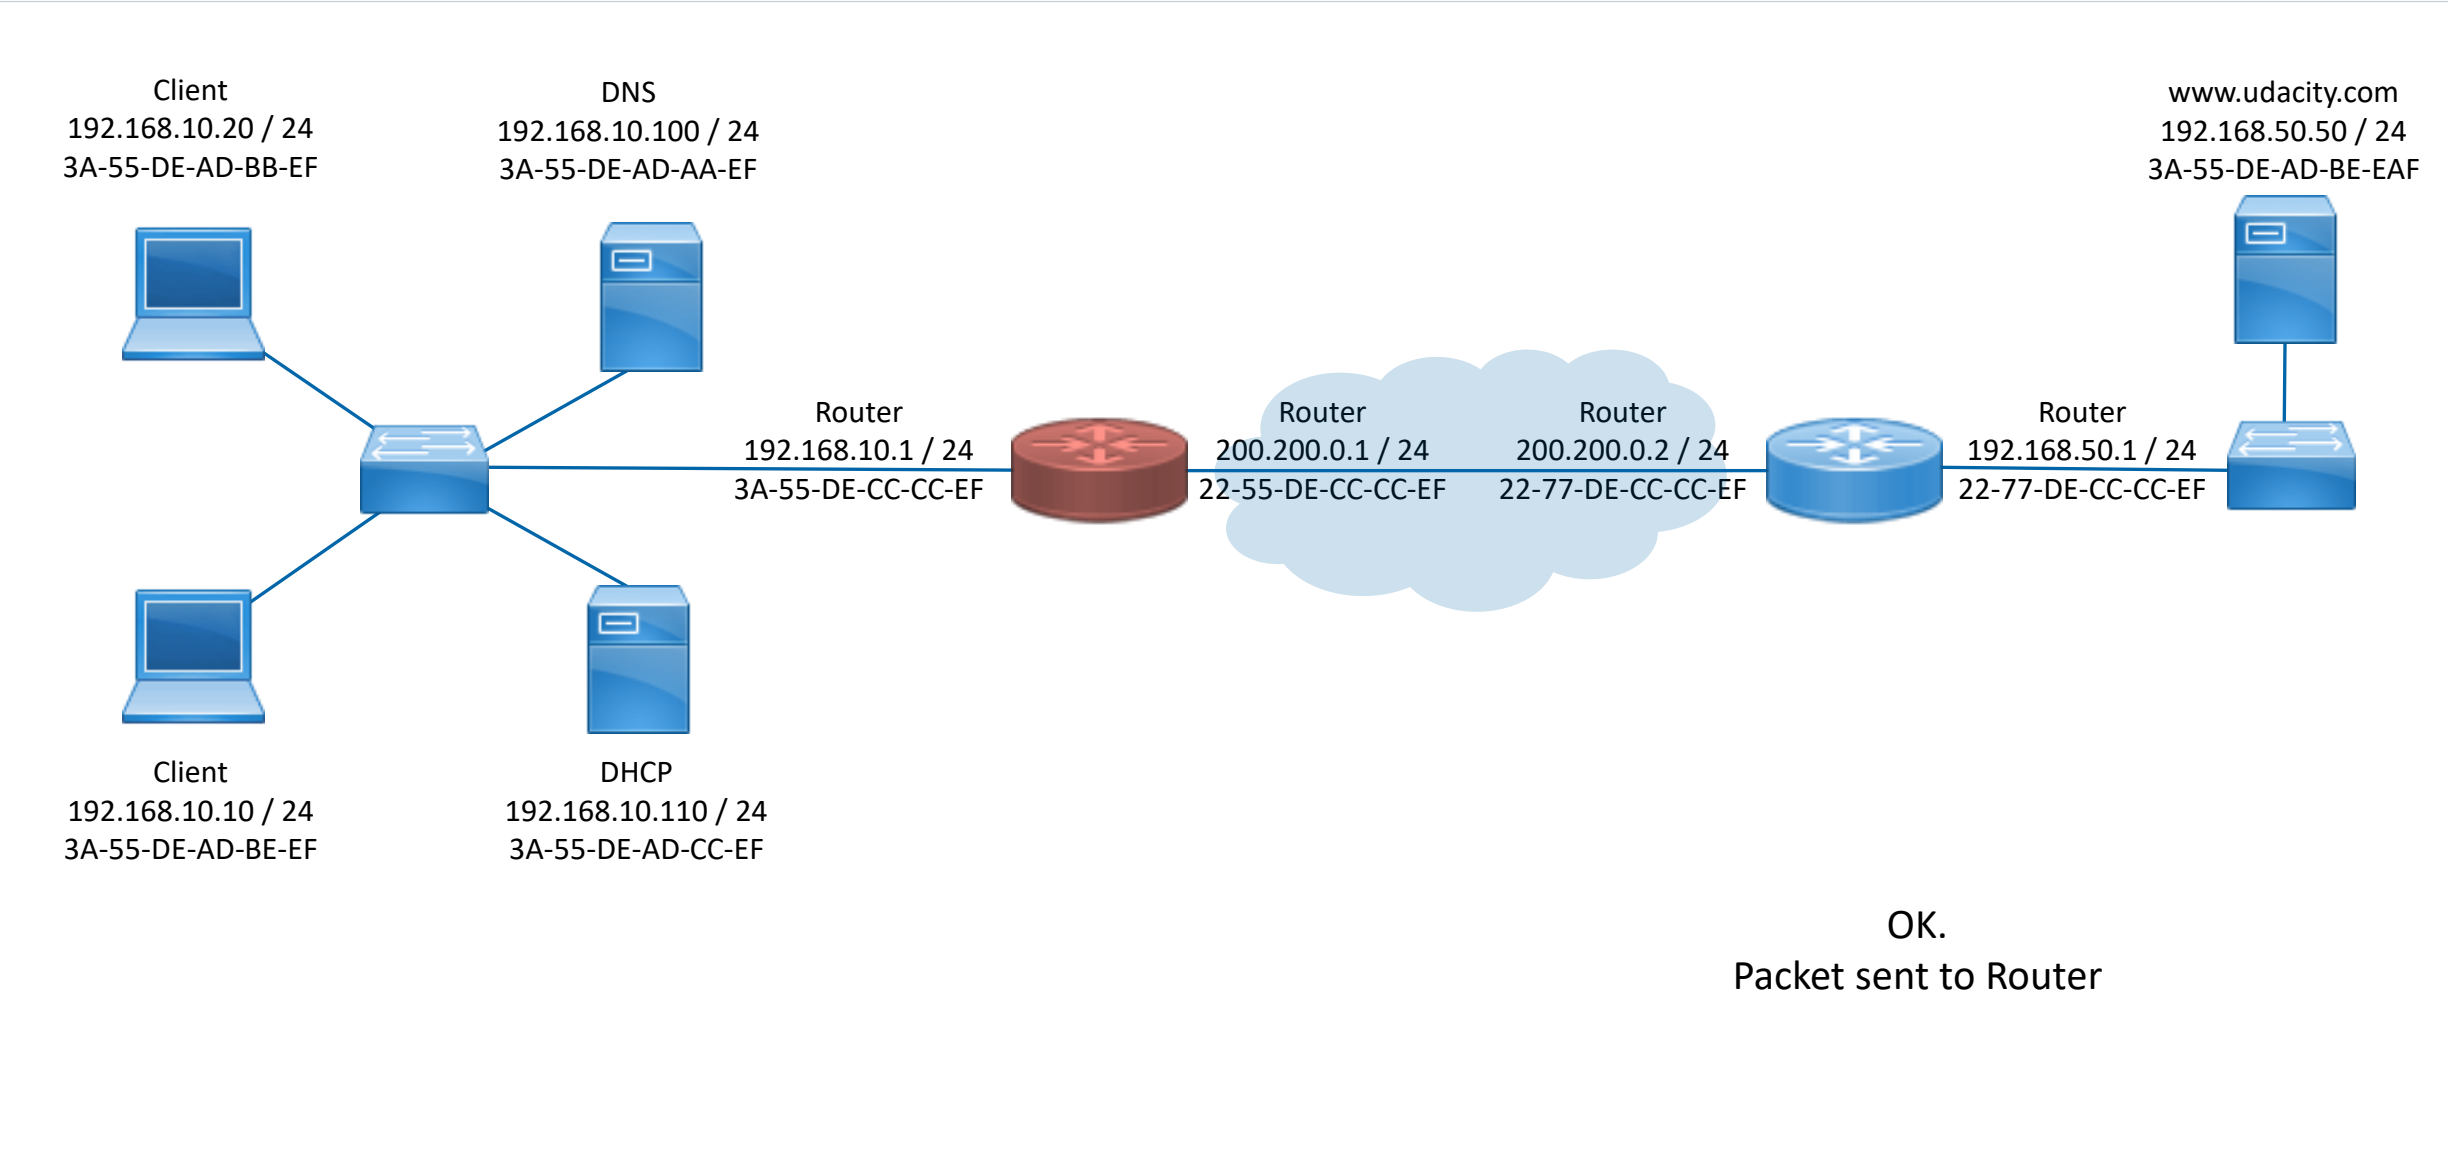 Client
192.168.10.20 / 24
3A-55-DE-AD-BB-EF
DNS
192.168.10.100 / 24
3A-55-DE-AD-AA-EF
www.udacity.com
192.168.50.50 / 24
3A-55-DE-AD-BE-EAF
Router
192.168.10.1 / 24
3A-55-DE-CC-CC-EF
Router
200.200.0.1 / 24
22-55-DE-CC-CC-EF
Router
200.200.0.2 / 24
22-77-DE-CC-CC-EF
Router
192.168.50.1 / 24
22-77-DE-CC-CC-EF
Client
192.168.10.10 / 24
3A-55-DE-AD-BE-EF
DHCP
192.168.10.110 / 24
3A-55-DE-AD-CC-EF
OK.
Packet sent to Router